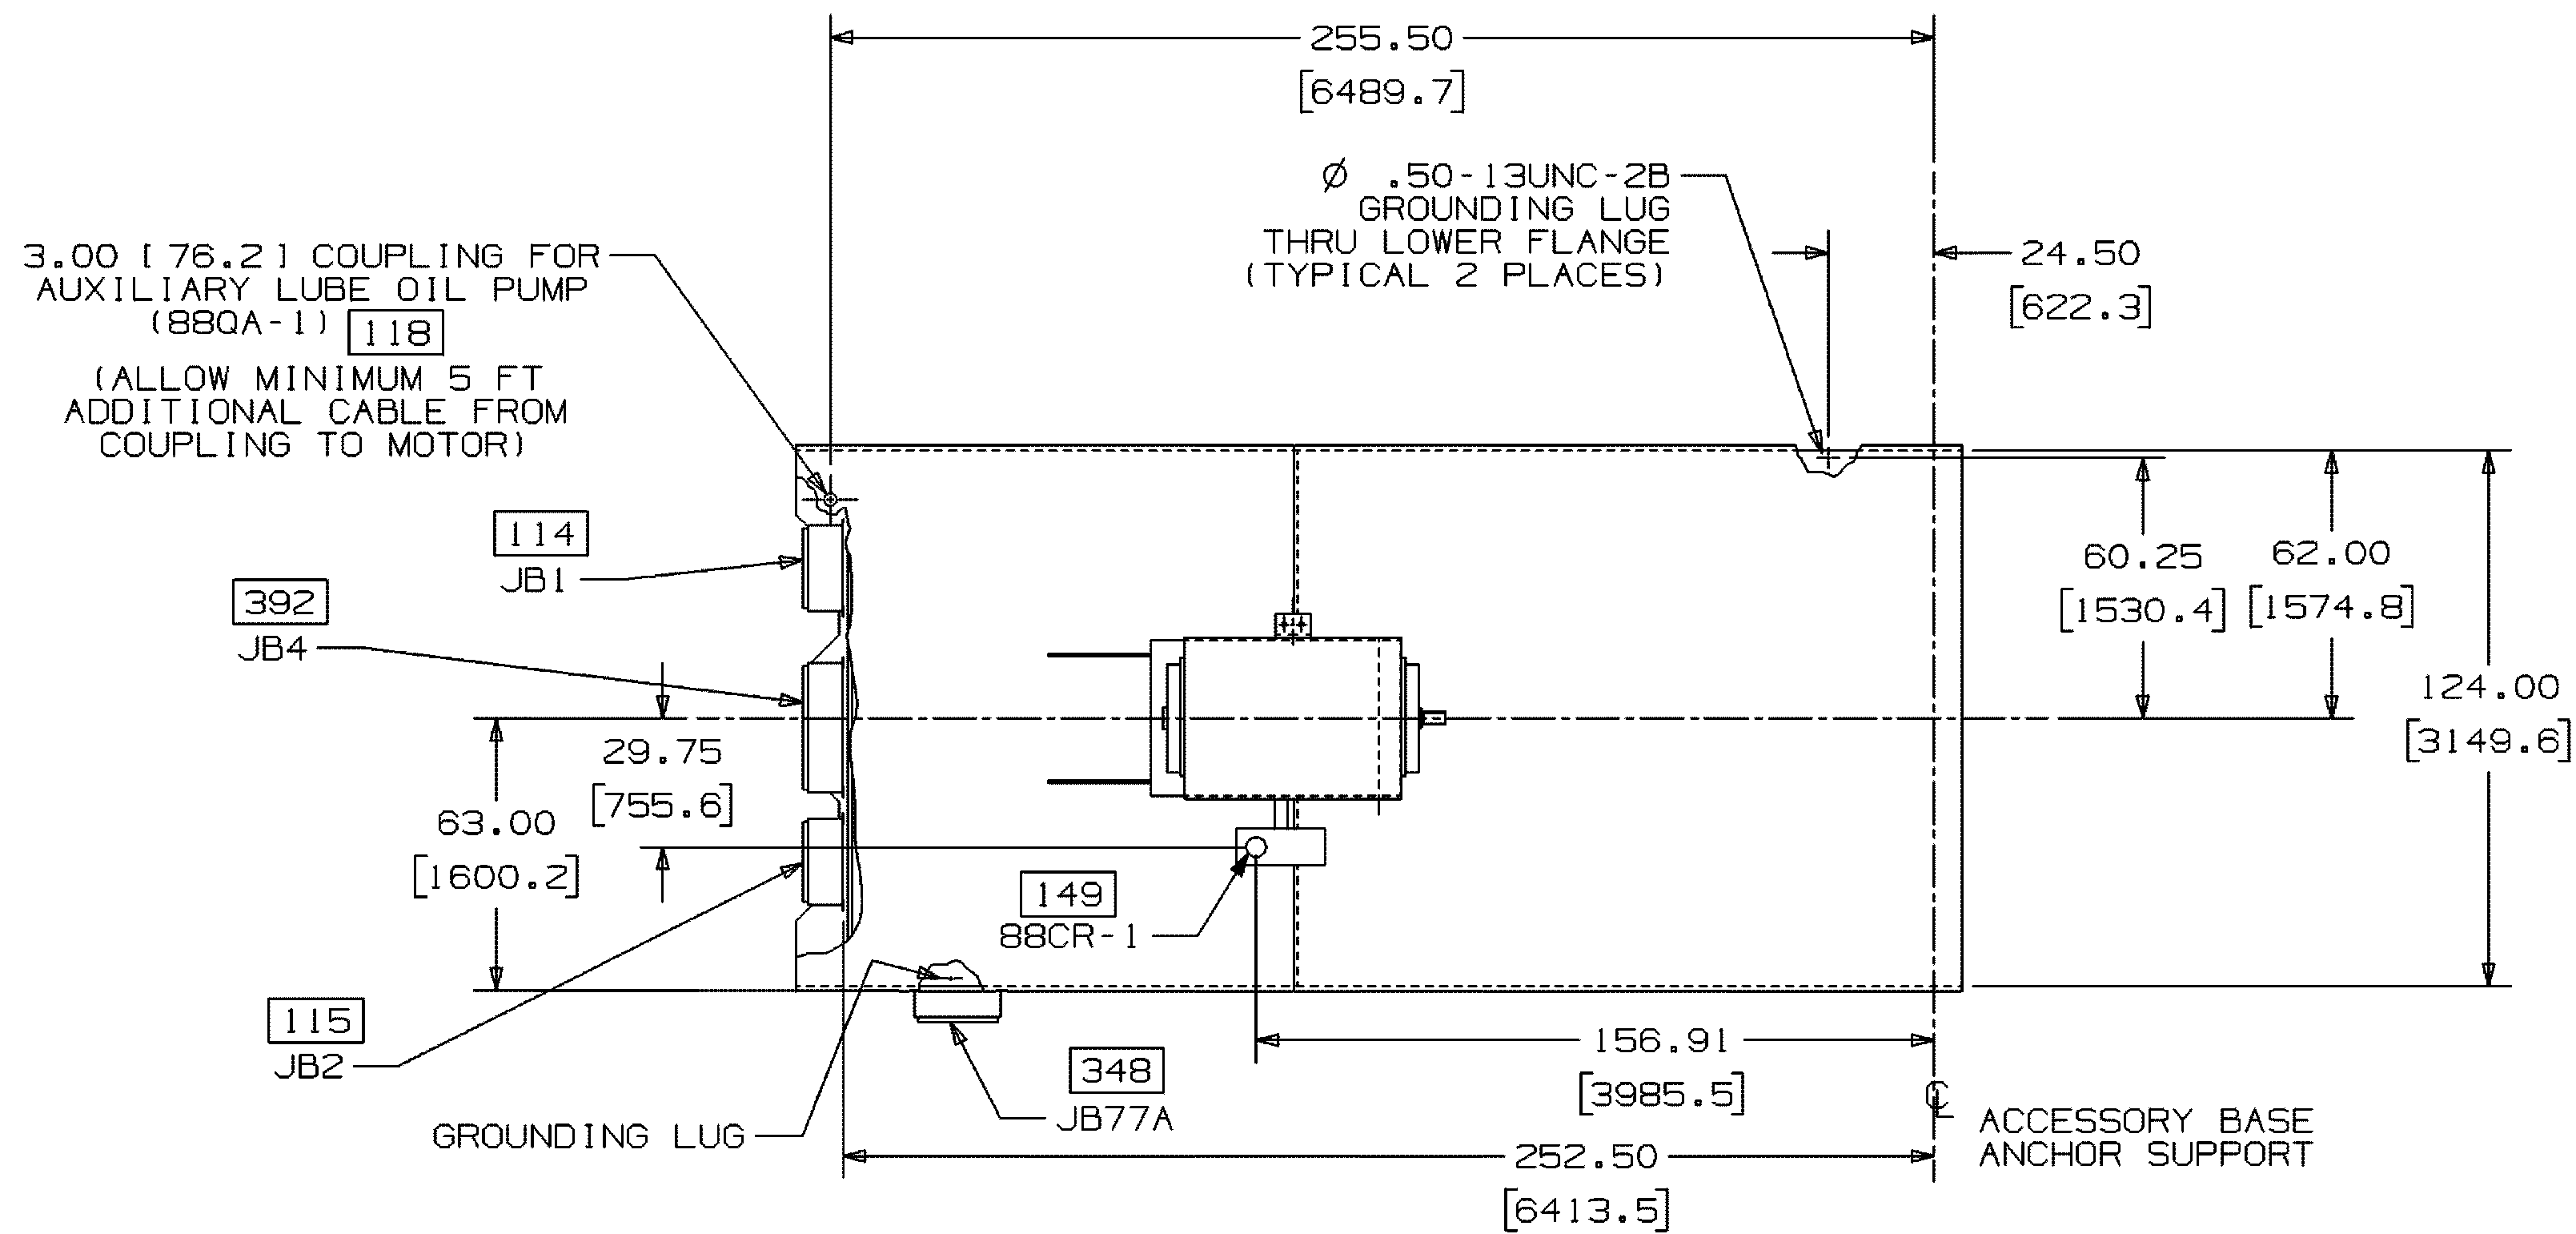 255.50
[6489.7]
Ø .50-13UNC-2B
GROUNDING LUG
THRU LOWER FLANGE
(TYPICAL 2 PLACES)
24.50
[622.3]
3.00 [76.2] COUPLING FOR
AUXILIARY LUBE OIL PUMP
(88QA-1) 118
(ALLOW MINIMUM 5 FT
ADDITIONAL CABLE FROM
COUPLING TO MOTOR)
114
JB1
392
JB4
60.25
[1530.4]
62.00
[1574.8]
124.00
[3149.6]
29.75
[755.6]
63.00
[1600.2]
149
88CR-1
115
JB2
348
JB77A
GROUNDING LUG
156.91
[3985.5]
℄ ACCESSORY BASE
ANCHOR SUPPORT
252.50
[6413.5]